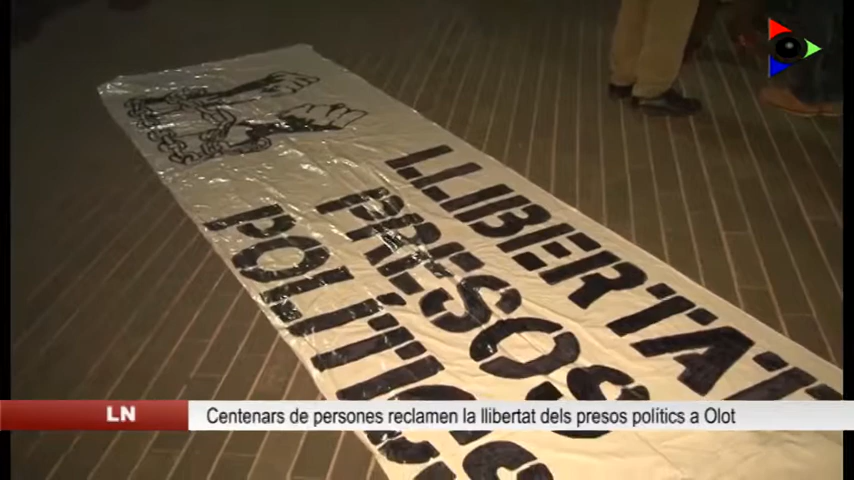 LLIBERTAT
PRESOS
POLÍTICS
LN
Centenars de persones reclamen la llibertat dels presos polítics a Olot